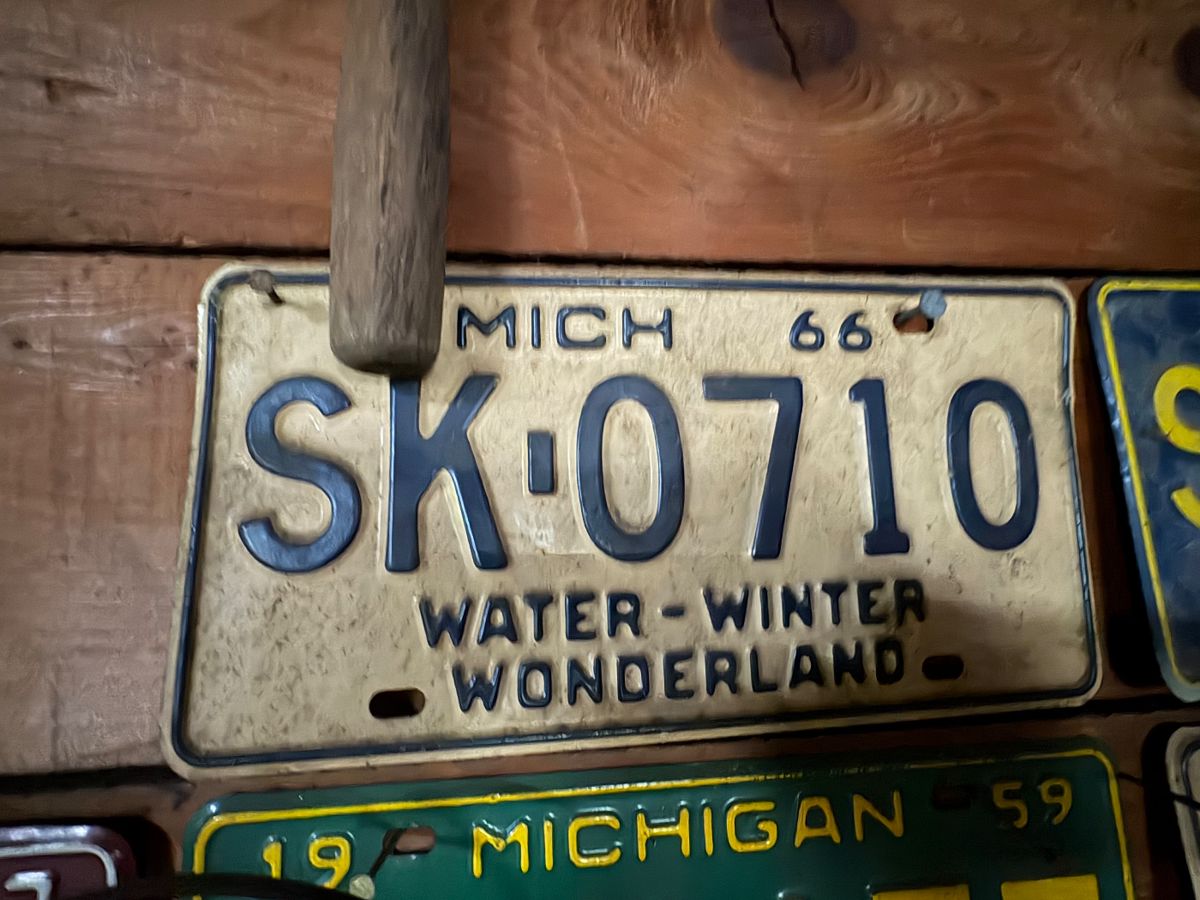 MICH 66
SK-0710
WATER-WINTER
WONDERLAND
19 MICHIGAN 59